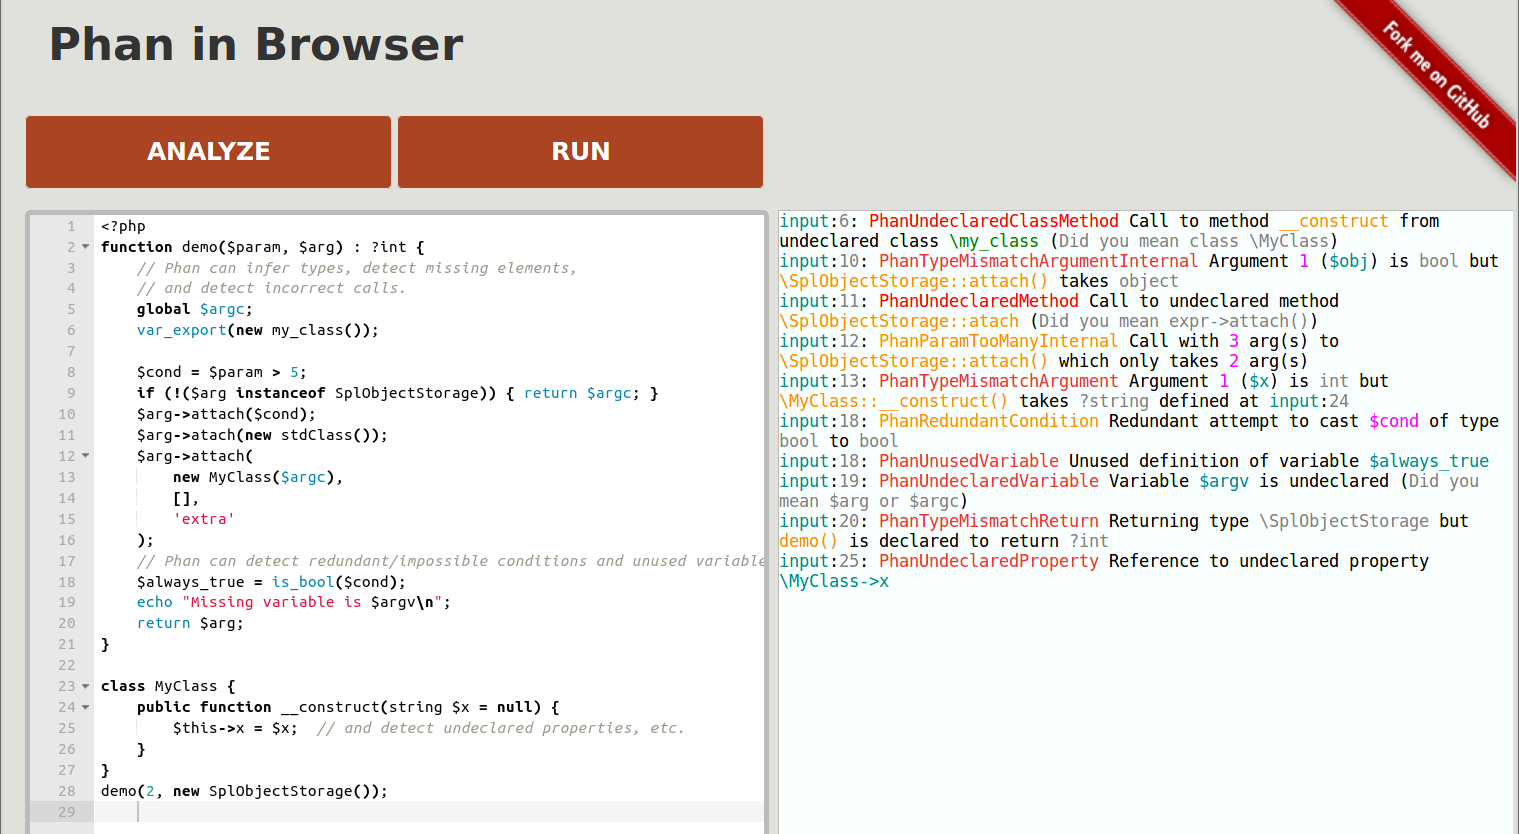 Phan in Browser
Fork me on GitHub
ANALYZE
RUN
1 <?php
2 function demo($param, $arg) : ?int {
3     // Phan can infer types, detect missing elements,
4     // and detect incorrect calls.
5     global $argc;
6     var_export(new my_class());
7
8     $cond = $param > 5;
9     if (!($arg instanceof SplObjectStorage)) { return $argc; }
10     $arg->attach($cond);
11     $arg->atach(new stdClass());
12     $arg->attach(
13         new MyClass($argc),
14         [],
15         'extra'
16     );
17     // Phan can detect redundant/impossible conditions and unused variable
18     $always_true = is_bool($cond);
19     echo "Missing variable is $argv\n";
20     return $arg;
21 }
22
23 class MyClass {
24     public function __construct(string $x = null) {
25         $this->x = $x;  // and detect undeclared properties, etc.
26     }
27 }
28 demo(2, new SplObjectStorage());
29
input:6: PhanUndeclaredClassMethod Call to method __construct from
undeclared class \my_class (Did you mean class \MyClass)
input:10: PhanTypeMismatchArgumentInternal Argument 1 ($obj) is bool but
\SplObjectStorage::attach() takes object
input:11: PhanUndeclaredMethod Call to undeclared method
\SplObjectStorage::atach (Did you mean expr->attach())
input:12: PhanParamTooManyInternal Call with 3 arg(s) to
\SplObjectStorage::attach() which only takes 2 arg(s)
input:13: PhanTypeMismatchArgument Argument 1 ($x) is int but
\MyClass::__construct() takes ?string defined at input:24
input:18: PhanRedundantCondition Redundant attempt to cast $cond of type
bool to bool
input:18: PhanUnusedVariable Unused definition of variable $always_true
input:19: PhanUndeclaredVariable Variable $argv is undeclared (Did you
mean $arg or $argc)
input:20: PhanTypeMismatchReturn Returning type \SplObjectStorage but
demo() is declared to return ?int
input:25: PhanUndeclaredProperty Reference to undeclared property
\MyClass->x